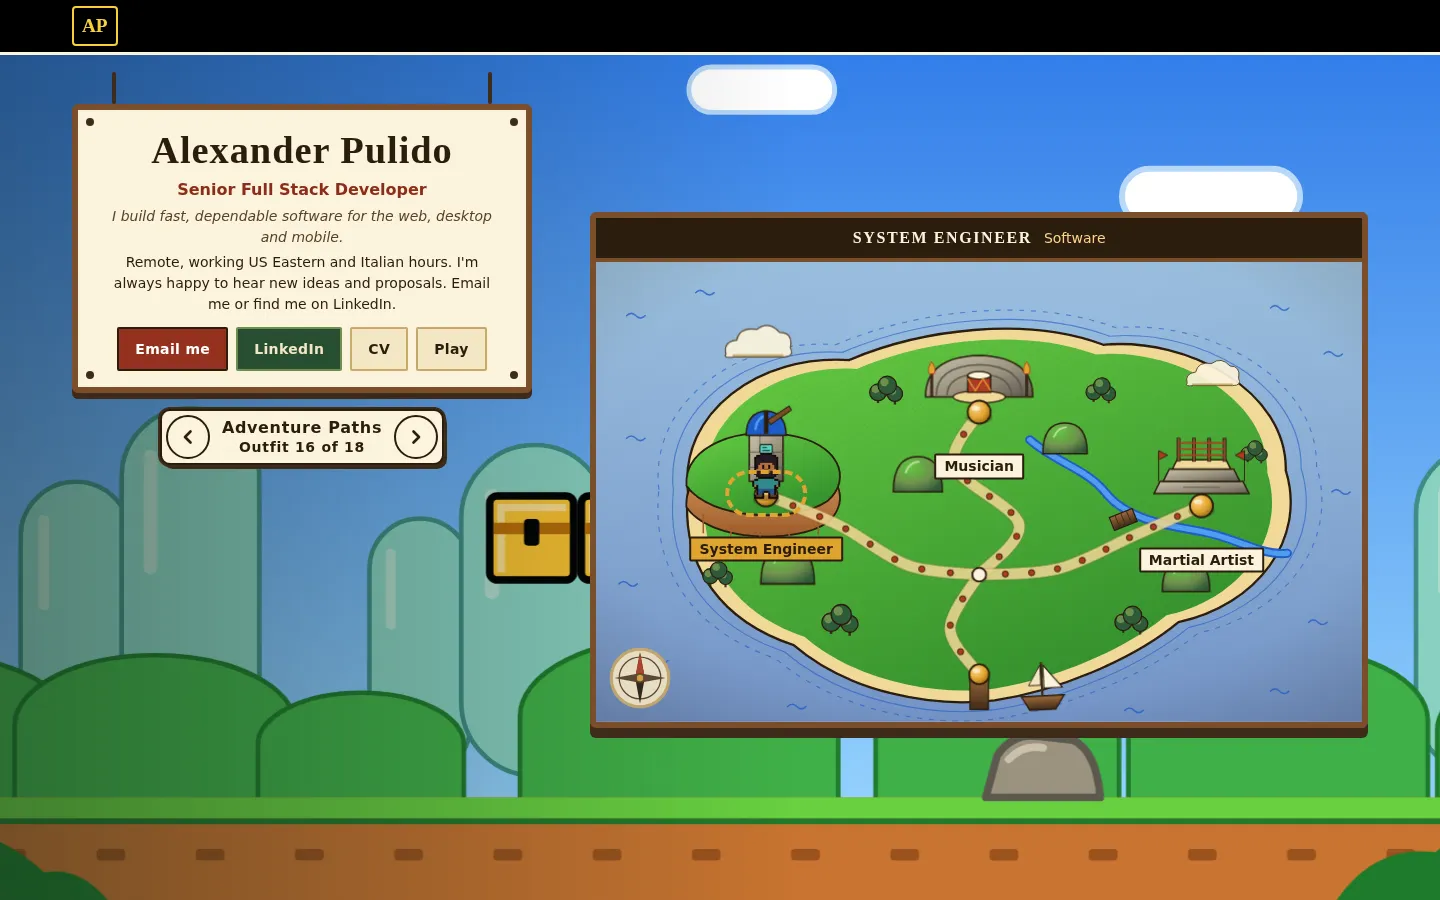 AP
Alexander Pulido
Senior Full Stack Developer
I build fast, dependable software for the web, desktop
and mobile.
Remote, working US Eastern and Italian hours. I'm
always happy to hear new ideas and proposals. Email
me or find me on LinkedIn.
Email me
LinkedIn
CV
Play
Adventure Paths
Outfit 16 of 18
SYSTEM ENGINEER Software
Musician
System Engineer
Martial Artist